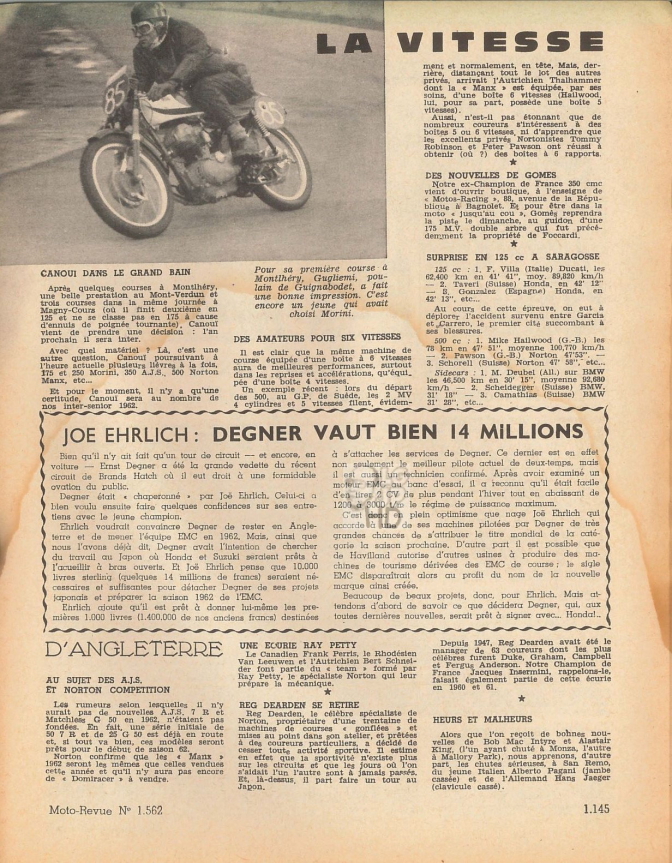 LA VITESSE
85
85
CANOUI DANS LE GRAND BAIN
Après quelques courses à Montlhéry,
une belle prestation au Mont-Verdun et
trois courses dans la même journée à
Magny-Cours (où il finit deuxième en
125 et ne se classe pas en 175 à cause
d'ennuis de poignée tournante), Canouï
vient de prendre une décision : l'an
prochain il sera inter.
Avec quel matériel ? LÀ, c'est une
autre question, Canoui poursuivant à
l'heure actuelle plusieurs lièvres à la fois,
175 et 250 Morini, 350 A.J.S., 500 Norton
Manx, etc...
Et pour le moment, il n'y a qu'une
certitude, Canouï sera au nombre de
nos inter-senior 1962.
Pour sa première course à
Montlhéry, Gugliemi, pou-
lain de Guignabodet, a fait
une bonne impression. C'est
encore un jeune qui avait
choisi Morini.
DES AMATEURS POUR SIX VITESSES
Il est clair que la même machine de
course équipée d'une boîte à 6 vitesses
aura de meilleures performances, surtout
dans les reprises et accélérations, qu'équi-
pée d'une boîte 4 vitesses.
Un exemple récent : lors du départ
des 500, au G.P. de Suède, les 2 MV
4 cylindres et 5 vitesses filent, évidem-
ment et normalement, en tête, Mais, der-
rière, distançant tout le lot des autres
privés, arrivait l'Autrichien Thalhammer
dont la « Manx » est équipée, par ses
soins, d'une boîte 6 vitesses (Hailwood,
lui, pour sa part, possède une boîte 5
vitesses).
Aussi, n'est-il pas étonnant que de
nombreux coureurs s'intéressent à des
boîtes 5 ou 6 vitesses, ni d'apprendre que
les excellents privés Nortonistes Tommy
Robinson et Peter Pawson ont réussi à
obtenir (où ?) des boîtes à 6 rapports.
DES NOUVELLES DE GOMES
Notre ex-Champion de France 350 cmc
vient d'ouvrir boutique, à l'enseigne de
« Motos-Racing », 88, avenue de la Répu-
blique à Bagnolet. Et pour être dans la
moto « jusqu'au cou », Gomès reprendra
la piste le dimanche, au guidon d'une
175 M.V. double arbre qui fut précé-
demment la propriété de Foccardi.
SURPRISE EN 125 cc A SARAGOSSE
125 cc : 1, F. Villa (Italie) Ducati, les
62,400 km en 41' 41", moy. 89,820 km/h
— 2. Taveri (Suisse) Honda, en 42' 12"
— 3. Gonzalez (Espagne) Honda, en
42' 13", etc...
Au cours de cette épreuve, on eut à
déplorer l'accident survenu entre Garcia
et Carrero, le premier cité succombant à
ses blessures.
500 cc : 1. Mike Hailwood (G.-B.) les
78 km en 47' 51", moyenne 100,770 km/h
— 2. Pawson (G.-B.) Norton 47'53", —
3. Schorell (Suisse) Norton 47' 58", etc...
Sidecars : 1. M. Deubel (All.) sur BMW
les 46,500 km en 30' 15", moyenne 92,680
km/h — 2. Scheidegger (Suisse) BMW,
31' 18" — 3. Camathias (Suisse) BMW
31' 28", etc...
JOE EHRLICH : DEGNER VAUT BIEN 14 MiLLIONS
Bien qu'il n'y ait fait qu'un tour de circuit — et encore, en
voiture — Ernst Degner a été la grande vedette du récent
circuit de Brands Hatch où il eut droit à une formidable
ovation du public.
Degner était « chaperonné » par Joë Ehrlich. Celui-ci a
bien voulu ensuite faire quelques confidences sur ses entre-
tiens avec le jeune champion.
Ehrlich voudrait convaincre Degner de rester en Angle-
terre et de mener l'équipe EMC en 1962. Mais, ainsi que
nous l'avons déjà dit, Degner avait l'intention de chercher
du travail au Japon où Honda et Suzuki seraient prêts à
l'accueillir à bras ouverts. Et Joë Ehrlich pense que 10.000
livres sterling (quelques 14 millions de francs) seraient né-
cessaires et suffisantes pour détacher Degner de ses projets
japonais et préparer la saison 1962 de l'EMC.
Ehrlich ajoute qu'il est prêt à donner lui-même les pre-
mières 1.000 livres (1.400.000 de nos anciens francs) destinées
à s'attacher les services de Degner. Ce dernier est en effet
non le meilleur pilote actuel de deux-temps, mais
il est technicien confirmé. Après avoir examiné un
EMC banc d'essai, il a reconnu qu'il était facile
d' de plus pendant l'hiver tout en abaissant de
1200 à le régime de puissance maximum.
C'est plein optimisme que nage Joë Ehrlich qui
accorde ses machines pilotées par Degner de très
grandes chances de s'attribuer le titre mondial de la caté-
gorie la saison prochaine. D'autre part il est possible que
de Havilland autorise d'autres usines à produire des ma-
chines de tourisme dérivées des EMC de course ; le sigle
EMC disparaîtrait alors au profit du nom de la nouvelle
marque ainsi créée.
Beaucoup de beaux projets, donc, pour Ehrlich. Mais at-
tendons d'abord de savoir ce que décidera Degner, qui, aux
toutes dernières nouvelles, serait prêt à signer avec... Honda!..
D'ANGLETERRE
AU SUJET DES A.J.S.
ET NORTON COMPETITION
Les rumeurs selon lesquelles il n'y
aurait pas de nouvelles A.J.S. 7 R et
Matchless G 50 en 1962, n'étaient pas
fondées. En fait, une série initiale de
50 7 R et de 25 G 50 est déjà en route
et, si tout va bien, ces modèles seront
prêts pour le début de saison 62.
Norton confirme que les « Manx »
1962 seront les mêmes que celles vendues
cette année et qu'il n'y aura pas encore
de « Domiracer » à vendre.
UNE ECURIE RAY PETTY
Le Canadien Frank Perris, le Rhodésien
Van Leeuwen et l'Autrichien Bert Schnei-
der font partie du « team » formé par
Ray Petty, le spécialiste Norton qui leur
prépare la mécanique.
REG DEARDEN SE RETIRE
Reg Dearden, le célèbre spécialiste de
Norton, propriétaire d'une trentaine de
machines de courses « gonflées » et
mises au point dans son atelier, et prêtées
à des coureurs particuliers, a décidé de
cesser toute activité sportive. Il estime
en effet que la sportivité n'existe plus
sur les circuits et que les jours où l'on
s'aidait l'un l'autre sont à jamais passés.
Et, là-dessus, il part faire un tour au
Japon.
Depuis 1947, Reg Dearden avait été le
manager de 63 coureurs dont les plus
célèbres furent Duke, Graham, Campbell
et Fergus Anderson. Notre Champion de
France Jacques Insermini, rappelons-le,
faisait également partie de cette écurie
en 1960 et 61.
HEURS ET MALHEURS
Alors que l'on reçoit de bonnes nou-
velles de Bob Mac Intyre et Alastair
King, (l'un ayant chuté à Monza, l'autre
à Mallory Park), nous apprenons, d'autre
part, les chutes sérieuses, à San Remo,
du jeune Italien Alberto Pagani (jambe
cassée) et de l'Allemand Hans Jaeger
(clavicule cassé).
Moto-Revue N° 1.562
1.145